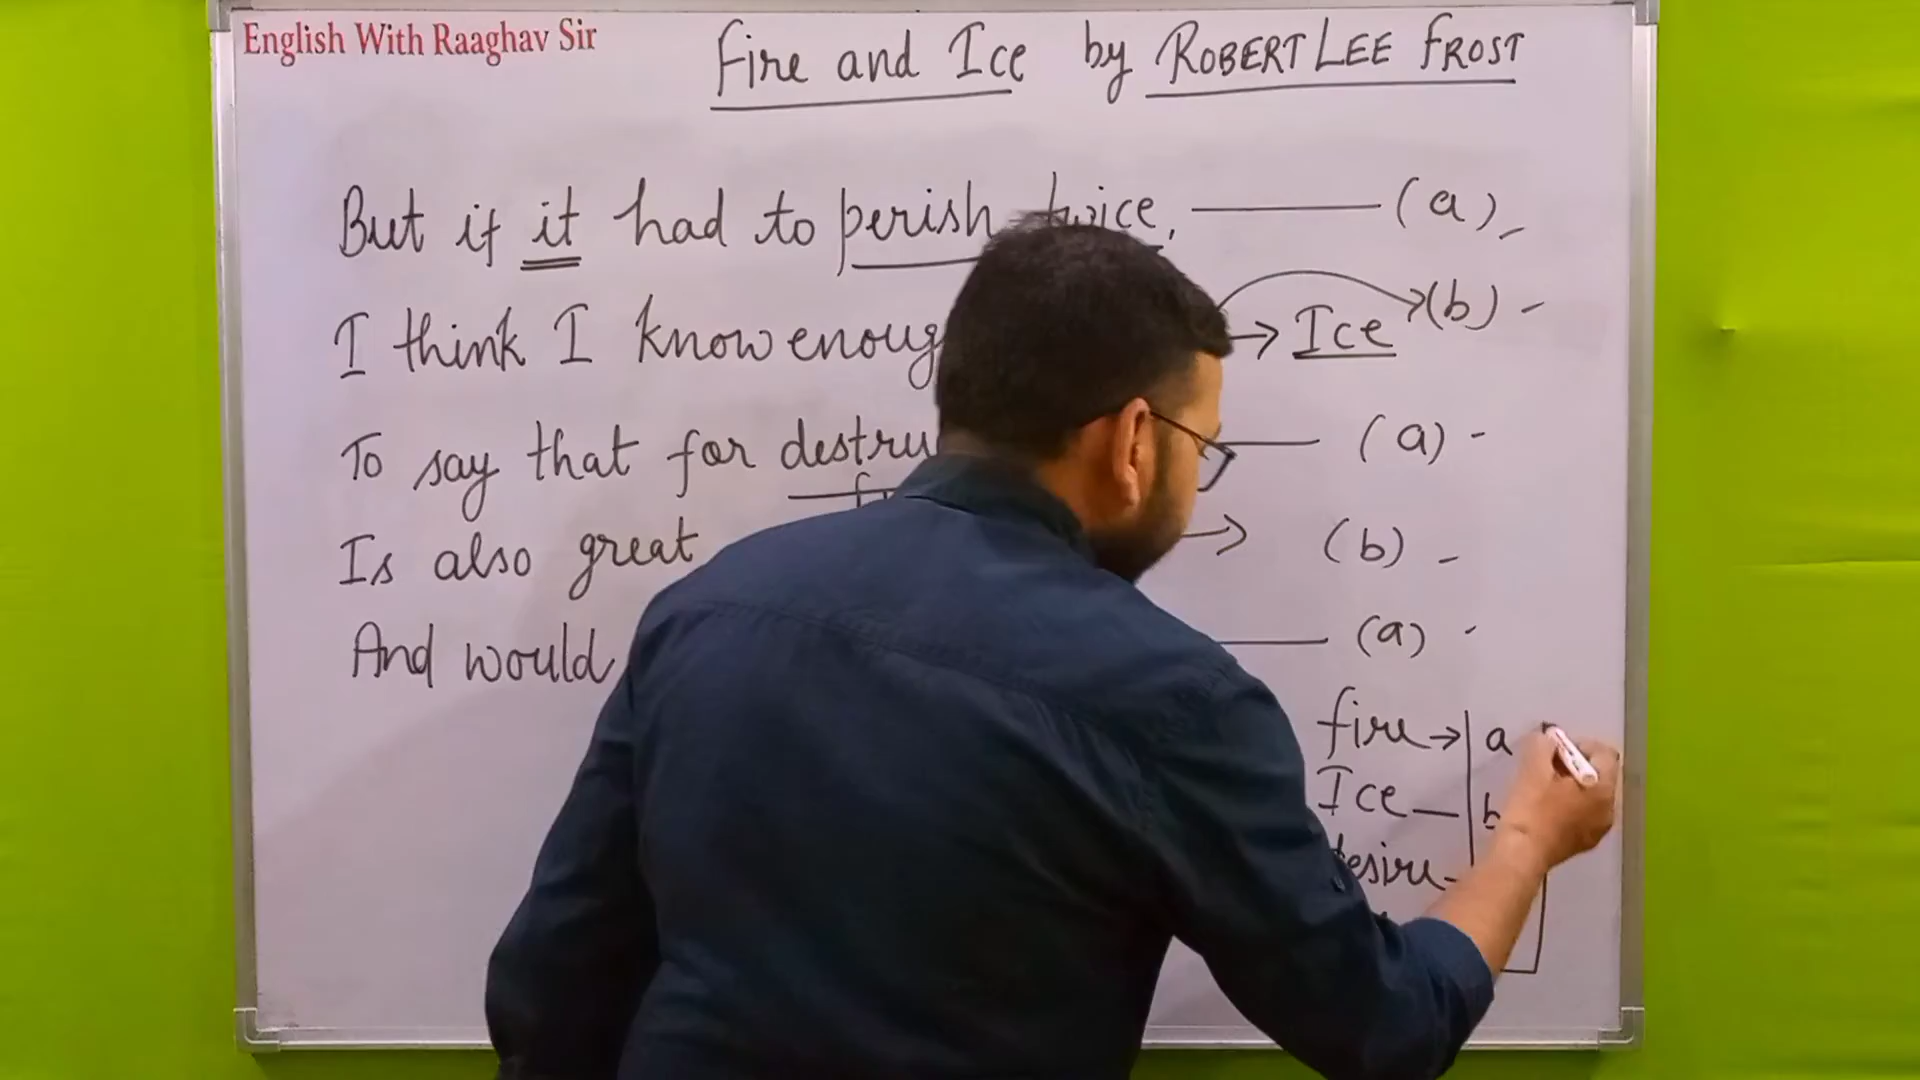 English With Raaghav Sir
Fire and Ice by ROBERT LEE FROST
But if it had to perish twice, (a)
I think I know enoug → Ice (b)
To say that for destru (a)
Is also great → (b)
And would (a)
fire → a
Ice b
desire